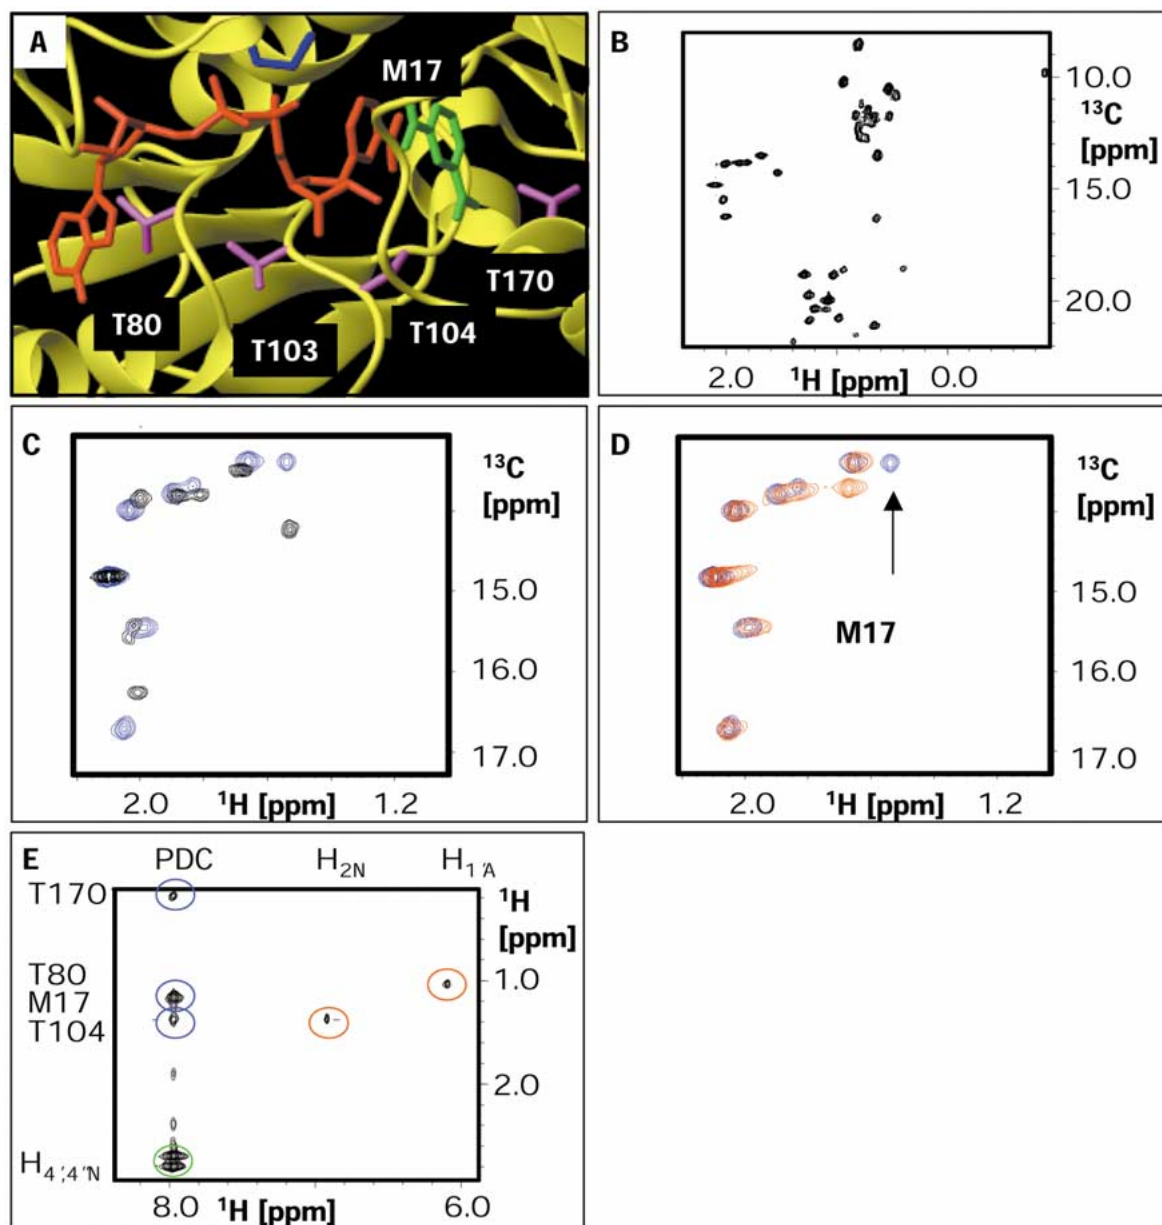 A
M17
T80
T103
T104
T170
B
10.0
¹³C
[ppm]
15.0
20.0
2.0 ¹H [ppm] 0.0
C
¹³C
[ppm]
15.0
16.0
17.0
2.0 ¹H [ppm] 1.2
D
¹³C
[ppm]
15.0
M17
16.0
17.0
2.0 ¹H [ppm] 1.2
E PDC H₂N H₁'A
T170
¹H
[ppm]
T80
1.0
M17
T104
2.0
H₄',₄''N
8.0 ¹H [ppm] 6.0